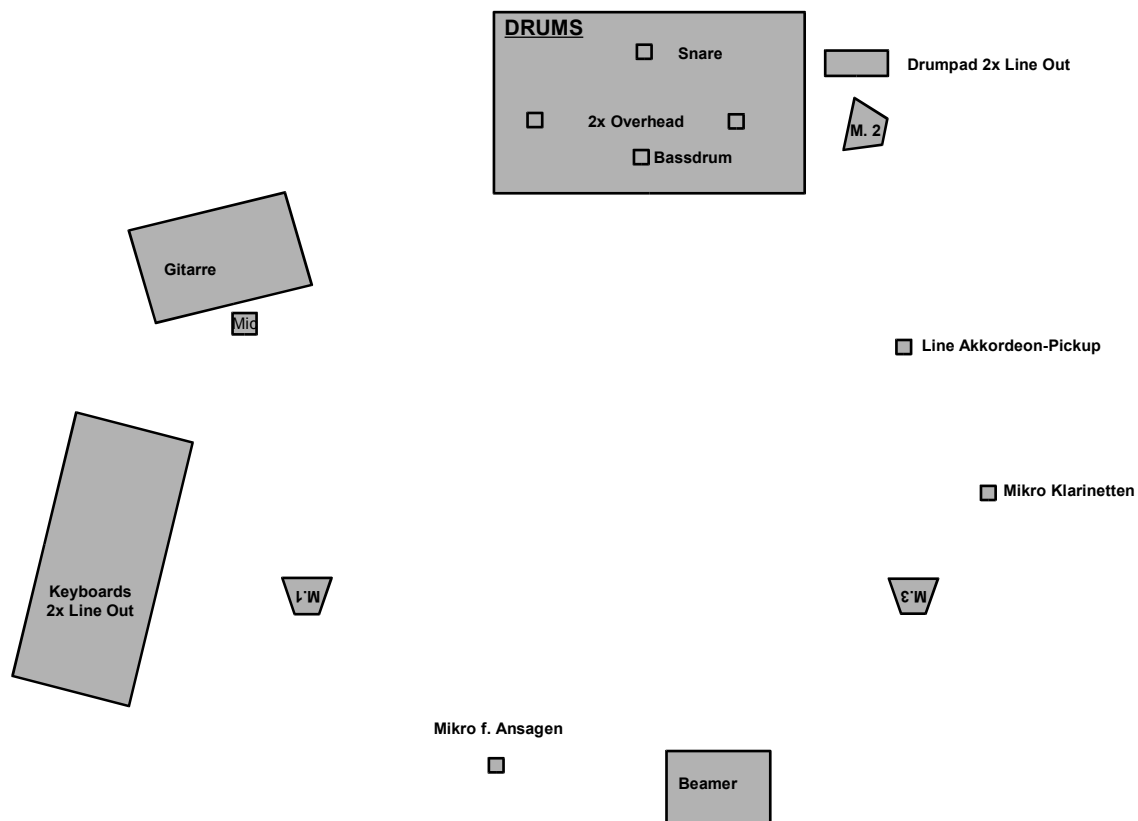 DRUMS
Snare
Drumpad 2x Line Out
2x Overhead
M. 2
Bassdrum
Gitarre
Mic
Line Akkordeon-Pickup
Mikro Klarinetten
Keyboards
2x Line Out
M.1
M.3
Mikro f. Ansagen
Beamer